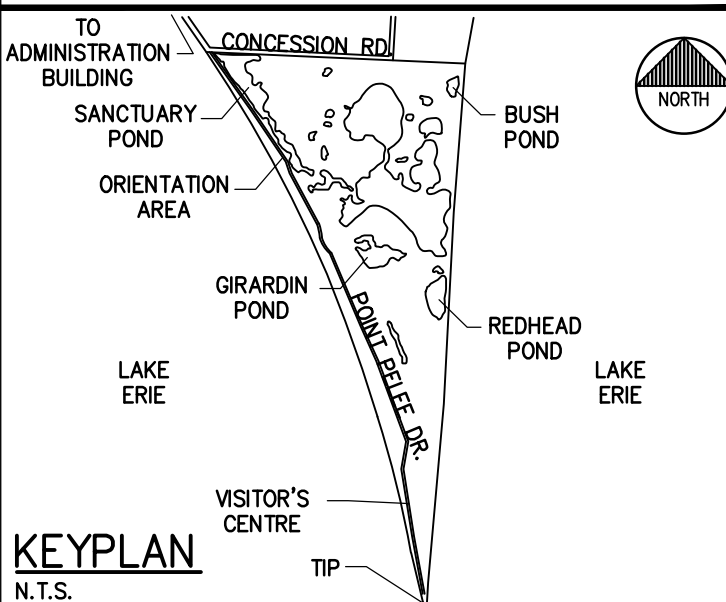 TO
ADMINISTRATION
BUILDING
CONCESSION RD.
NORTH
SANCTUARY
POND
BUSH
POND
ORIENTATION
AREA
GIRARDIN
POND
POINT PELEE DR.
REDHEAD
POND
LAKE
ERIE
LAKE
ERIE
VISITOR'S
CENTRE
KEYPLAN
TIP
N.T.S.